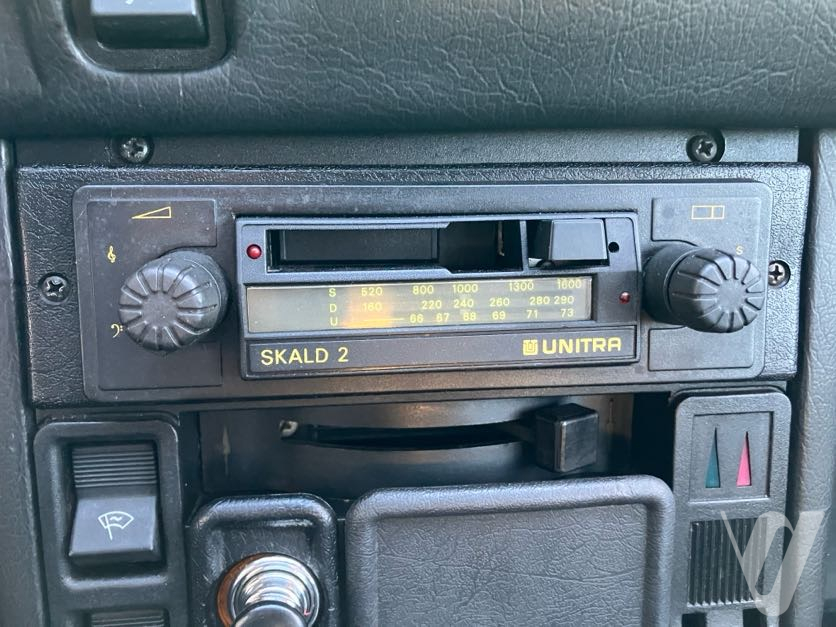 S 520 800 1000 1300 1600
S
D 160 220 240 260 280 290
U 66 67 68 69 71 73
SKALD 2 UNITRA